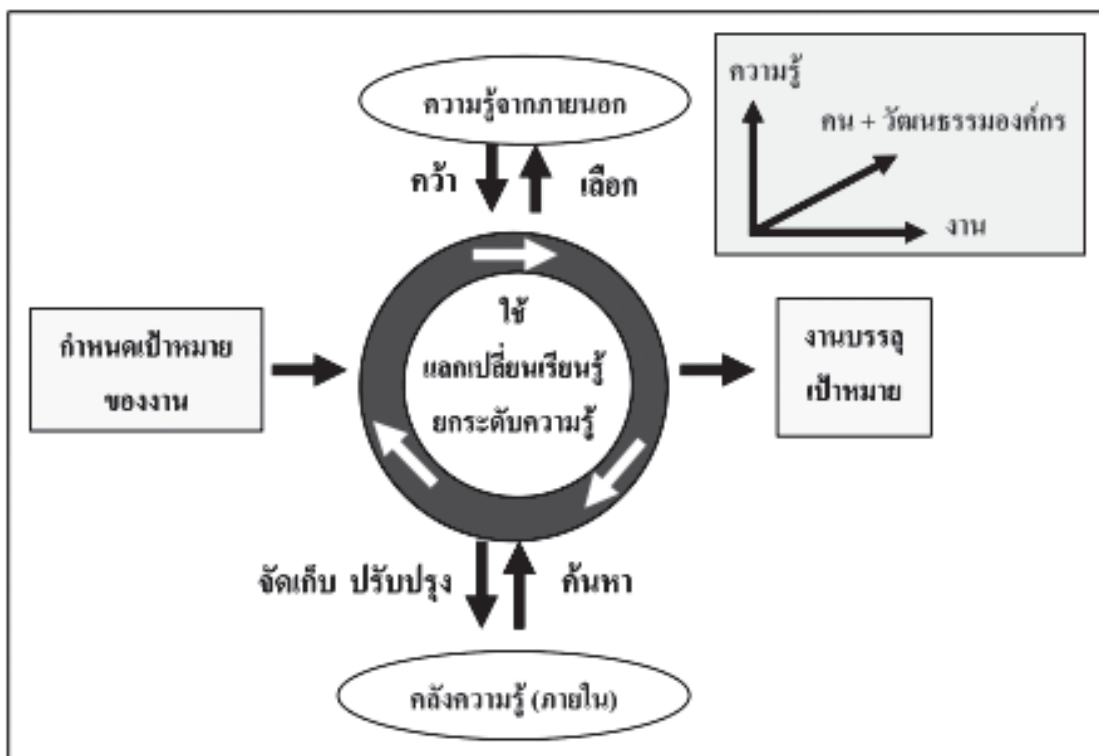 ความรู้จากภายนอก
ความรู้
คน + วัฒนธรรมองค์กร
งาน
คว้า
เลือก
กำหนดเป้าหมาย
ของงาน
ใช้
แลกเปลี่ยนเรียนรู้
ยกระดับความรู้
งานบรรลุ
เป้าหมาย
จัดเก็บ ปรับปรุง
ค้นหา
คลังความรู้ (ภายใน)